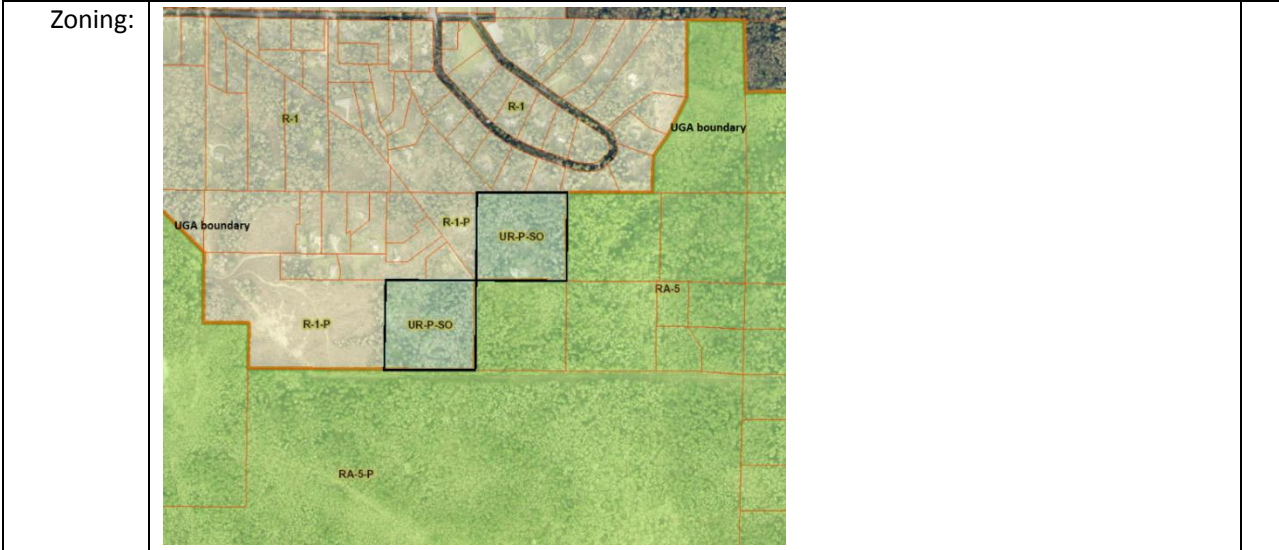 Zoning:
R-1
R-1
UGA boundary
R-1-P
UGA boundary
UR-P-SO
RA-5
R-1-P
UR-P-SO
RA-5-P